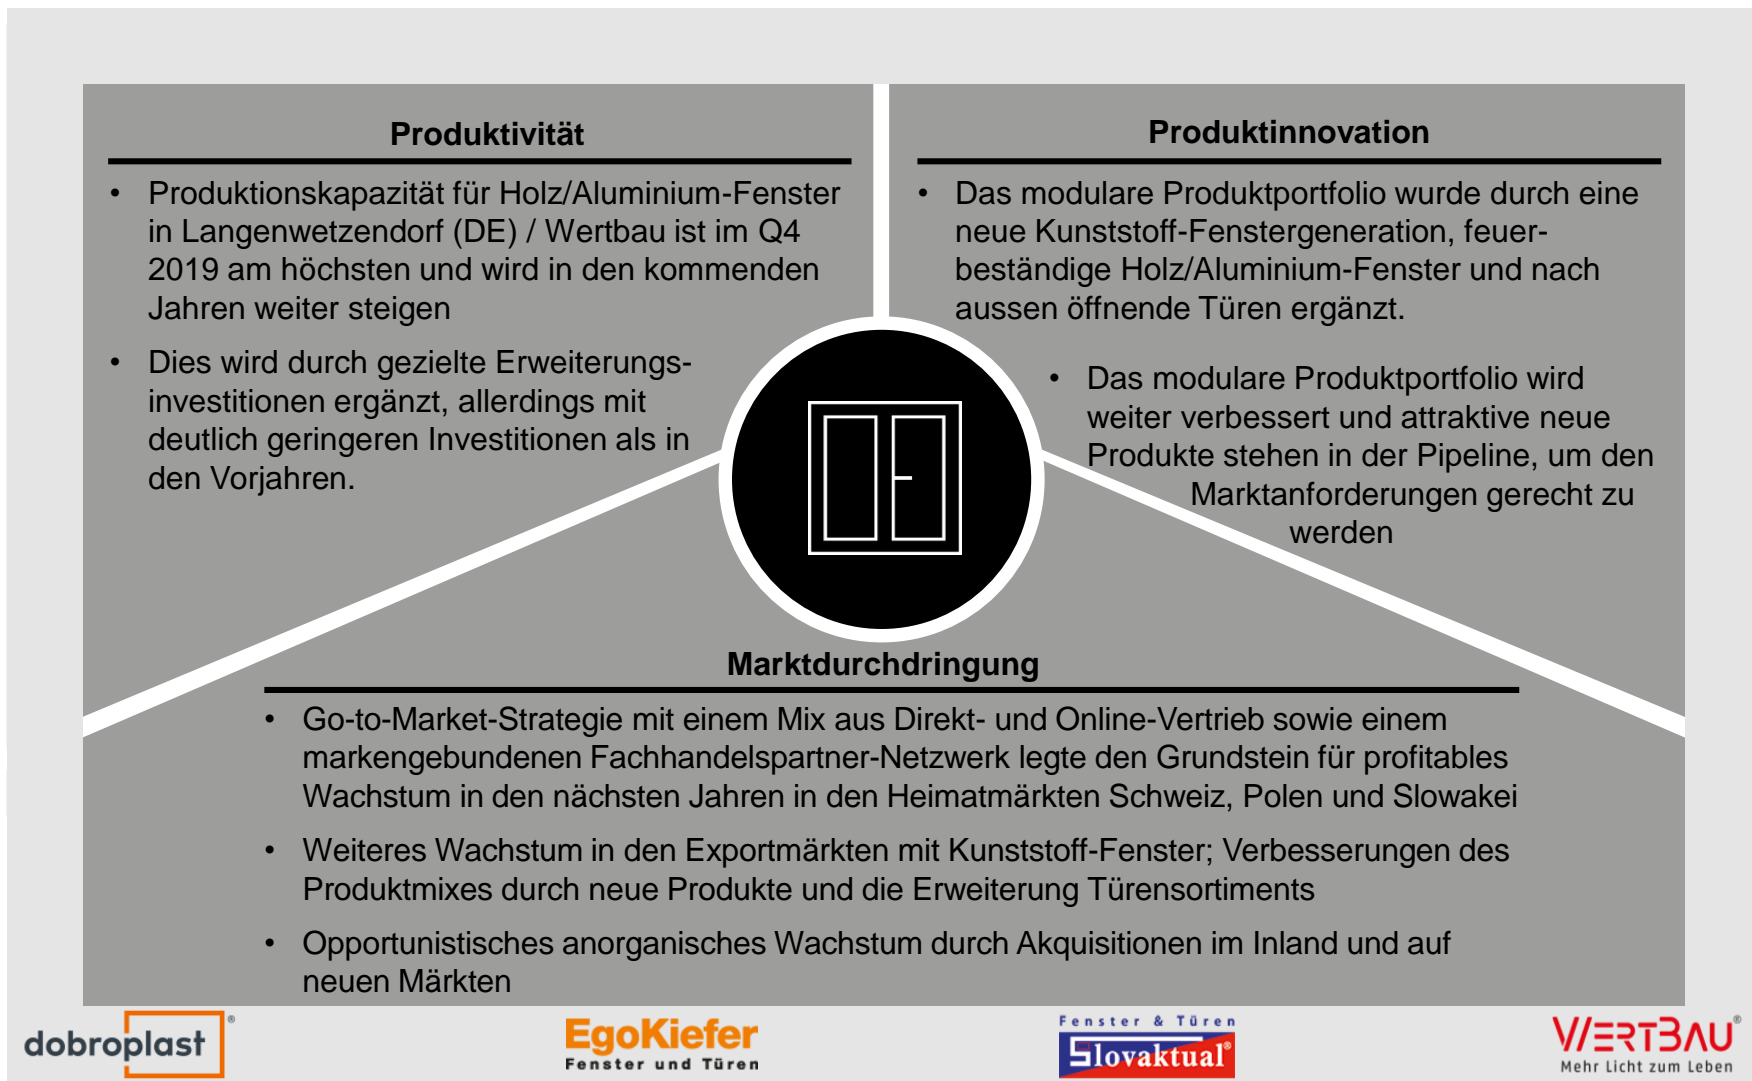 Produktivität
• Produktionskapazität für Holz/Aluminium-Fenster
in Langenwetzendorf (DE) / Wertbau ist im Q4
2019 am höchsten und wird in den kommenden
Jahren weiter steigen
• Dies wird durch gezielte Erweiterungs-
investitionen ergänzt, allerdings mit
deutlich geringeren Investitionen als in
den Vorjahren.
Produktinnovation
• Das modulare Produktportfolio wurde durch eine
neue Kunststoff-Fenstergeneration, feuer-
beständige Holz/Aluminium-Fenster und nach
aussen öffnende Türen ergänzt.
• Das modulare Produktportfolio wird
weiter verbessert und attraktive neue
Produkte stehen in der Pipeline, um den
Marktanforderungen gerecht zu
werden
Marktdurchdringung
• Go-to-Market-Strategie mit einem Mix aus Direkt- und Online-Vertrieb sowie einem
markengebundenen Fachhandelspartner-Netzwerk legte den Grundstein für profitables
Wachstum in den nächsten Jahren in den Heimatmärkten Schweiz, Polen und Slowakei
• Weiteres Wachstum in den Exportmärkten mit Kunststoff-Fenster; Verbesserungen des
Produktmixes durch neue Produkte und die Erweiterung Türensortiments
• Opportunistisches anorganisches Wachstum durch Akquisitionen im Inland und auf
neuen Märkten
dobroplast ®
EgoKiefer
Fenster und Türen
Fenster & Türen
Slovaktual®
WERTBAU®
Mehr Licht zum Leben